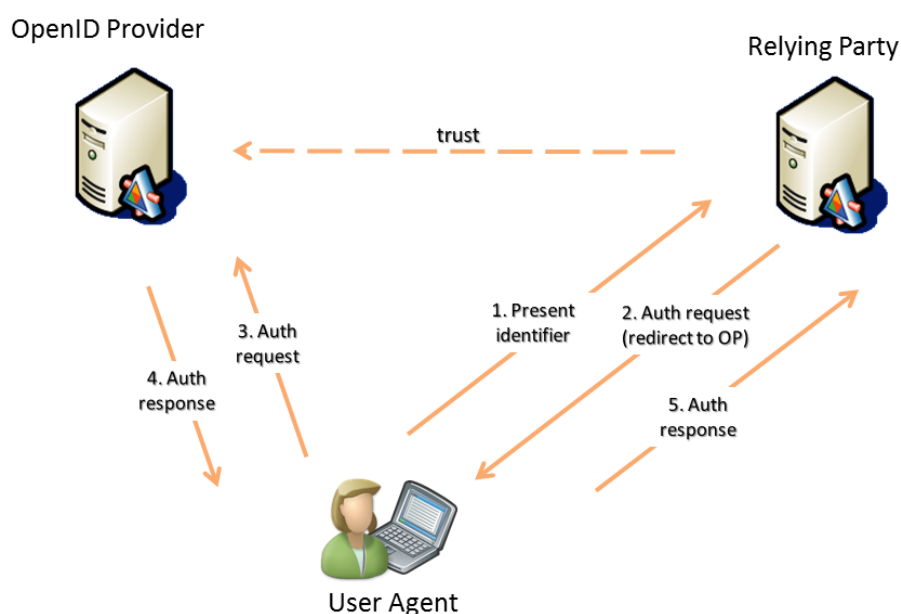 OpenID Provider
Relying Party
trust
1. Present
identifier
2. Auth request
(redirect to OP)
3. Auth
request
4. Auth
response
5. Auth
response
User Agent